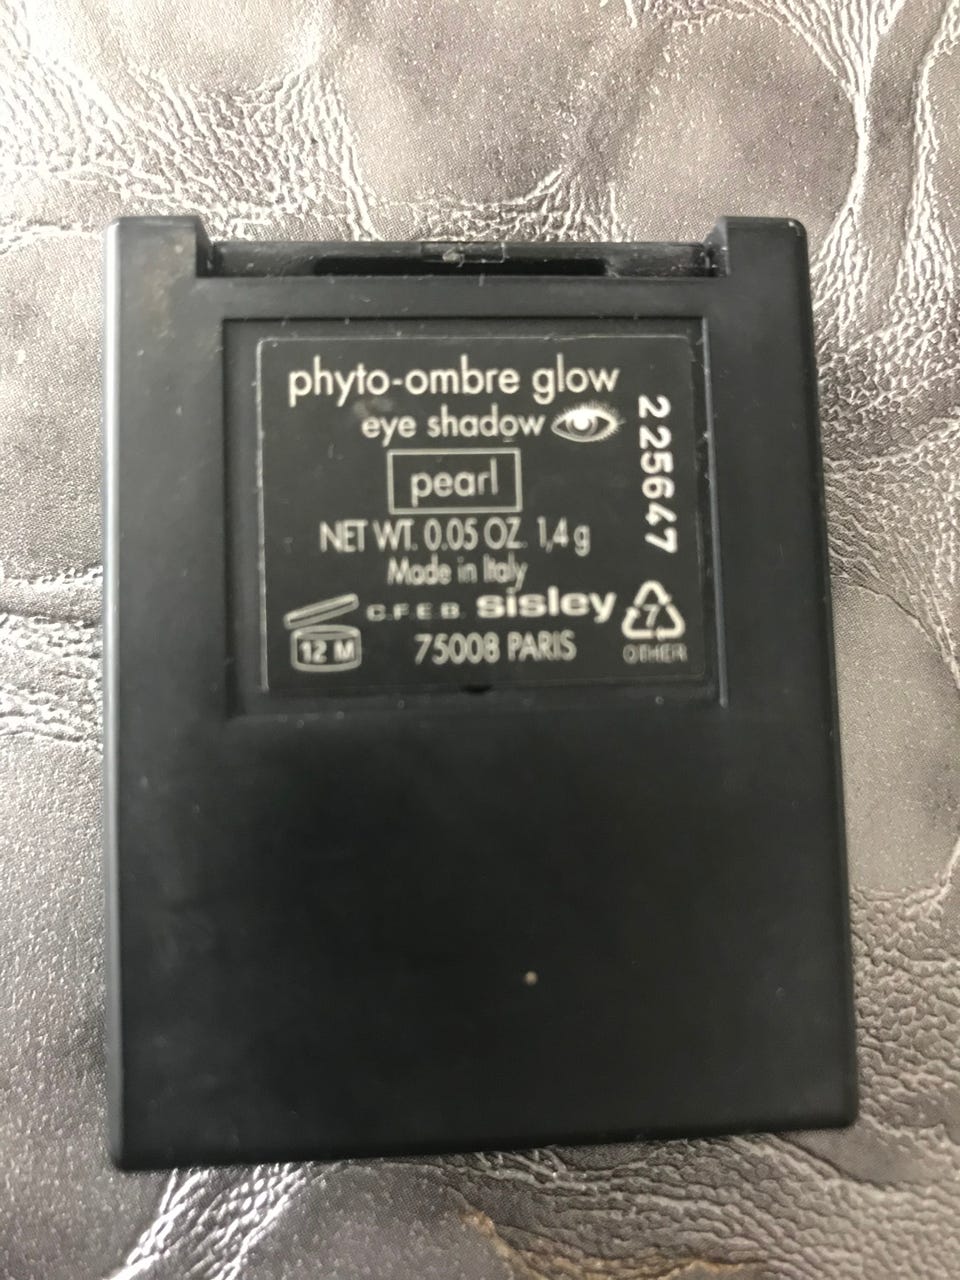 phyto-ombre glow
eye shadow
pearl
NET WT. 0.05 OZ. 1,4 g
Made in Italy
C.F.E.B. sisley
75008 PARIS
12 M
225647
7
OTHER